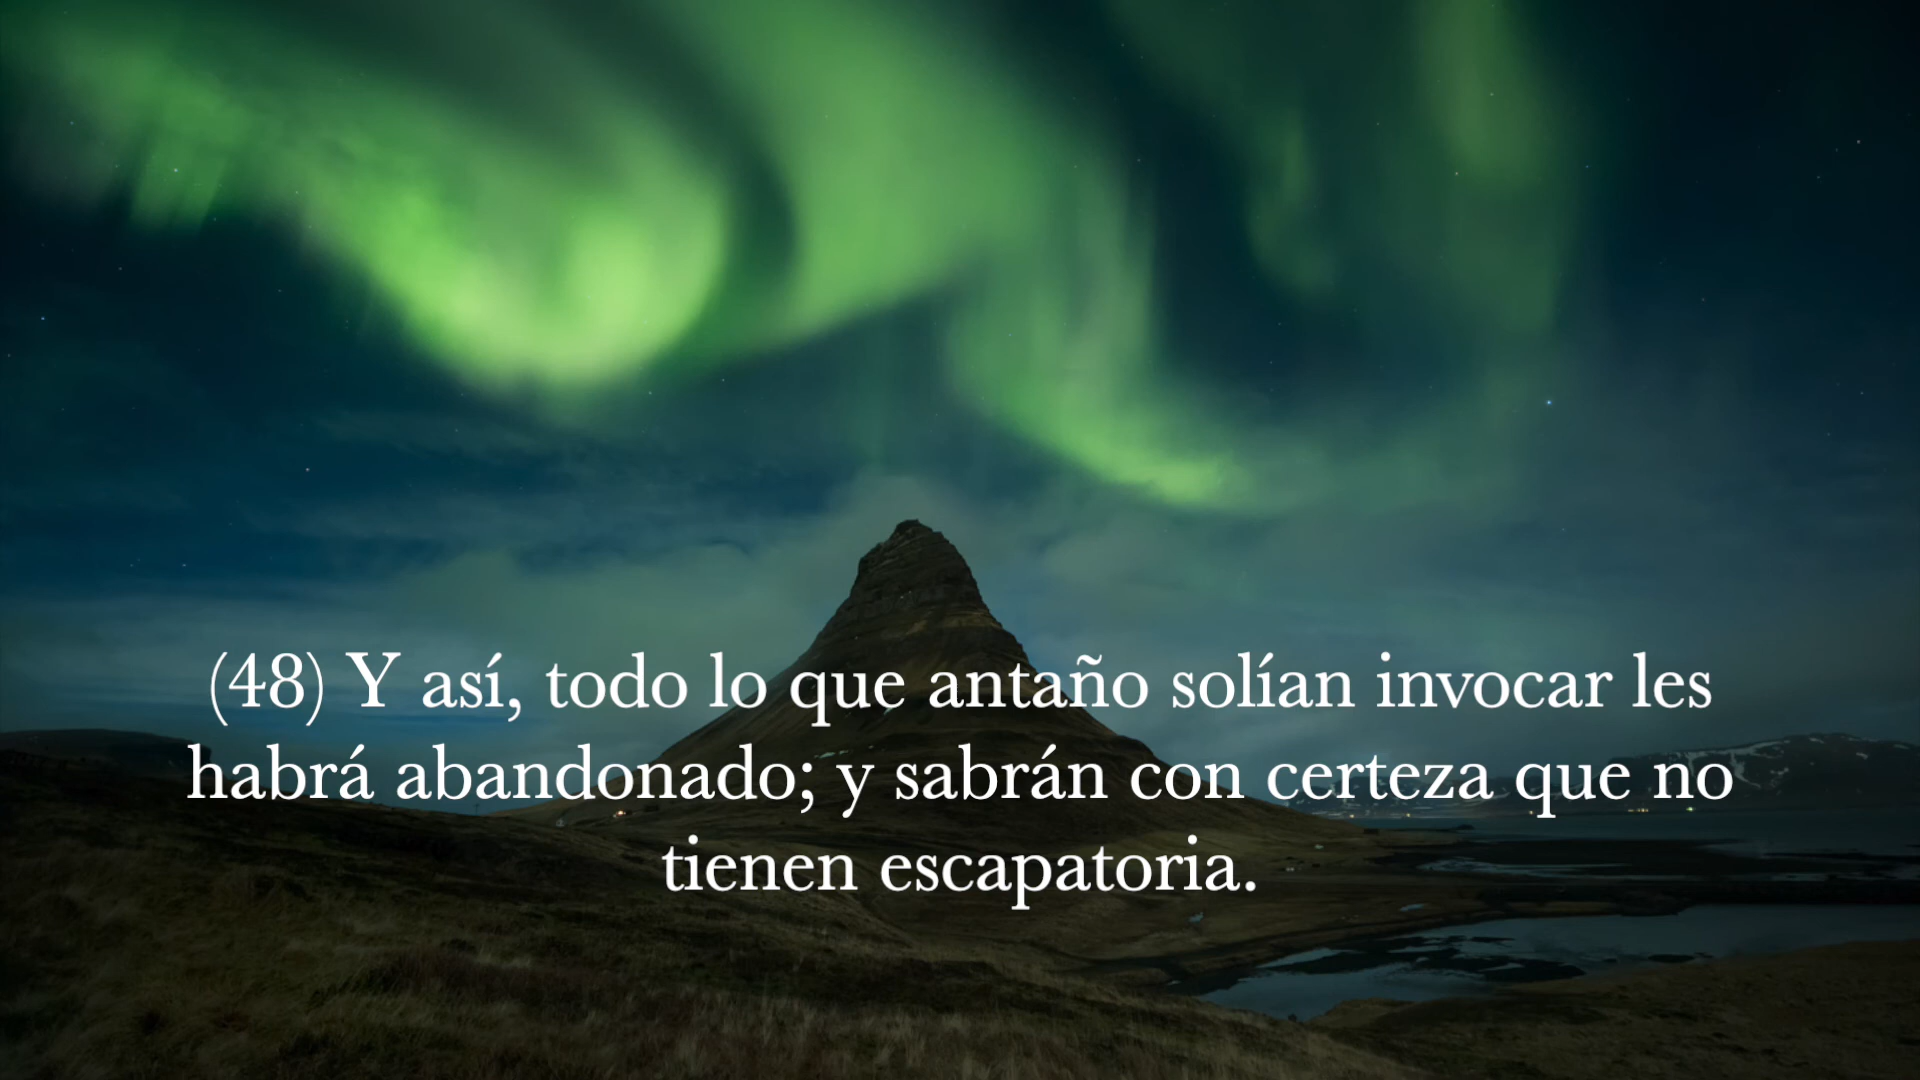 (48) Y así, todo lo que antaño solían invocar les
habrá abandonado; y sabrán con certeza que no
tienen escapatoria.